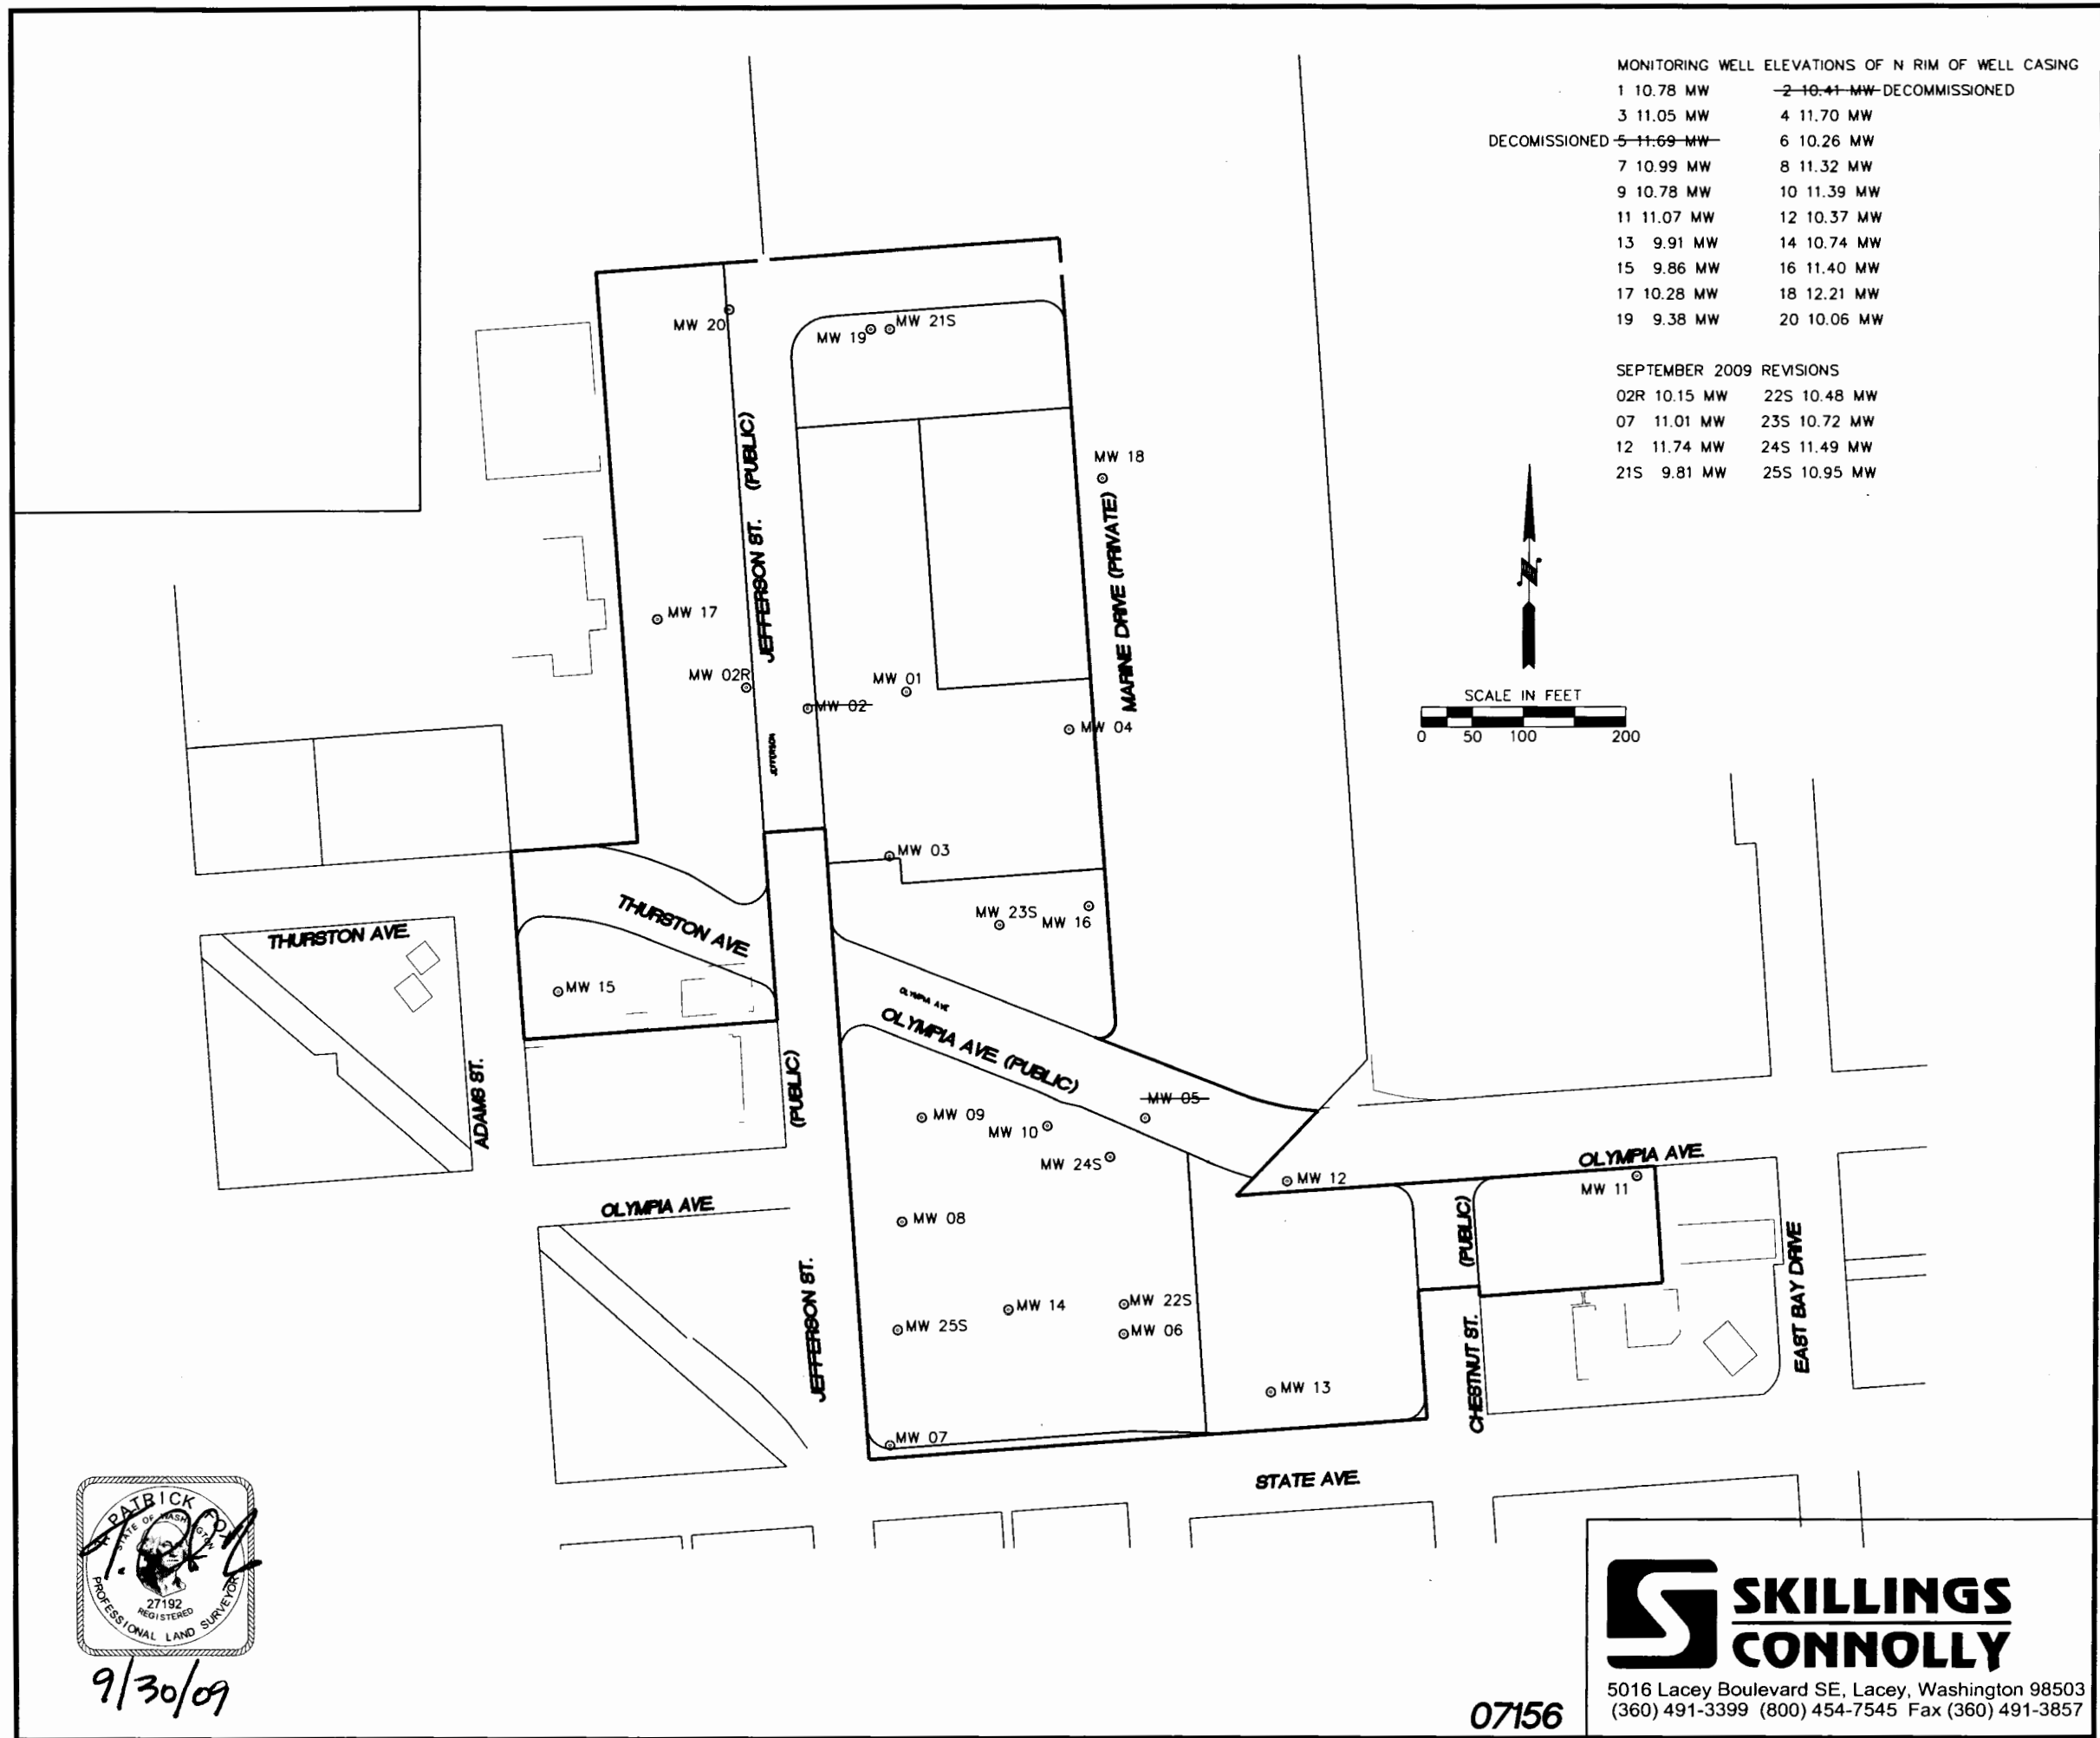 MONITORING WELL ELEVATIONS OF N RIM OF WELL CASING
1 10.78 MW 2 10.41 MW DECOMMISSIONED
3 11.05 MW 4 11.70 MW
DECOMISSIONED 5 11.69 MW 6 10.26 MW
7 10.99 MW 8 11.32 MW
9 10.78 MW 10 11.39 MW
11 11.07 MW 12 10.37 MW
13 9.91 MW 14 10.74 MW
15 9.86 MW 16 11.40 MW
17 10.28 MW 18 12.21 MW
19 9.38 MW 20 10.06 MW
SEPTEMBER 2009 REVISIONS
02R 10.15 MW 22S 10.48 MW
07 11.01 MW 23S 10.72 MW
12 11.74 MW 24S 11.49 MW
21S 9.81 MW 25S 10.95 MW
N
SCALE IN FEET
0 50 100 200
MW 20
MW 19
MW 21S
MW 18
JEFFERSON ST. (PUBLIC)
MARINE DRIVE (PRIVATE)
MW 17
MW 02R
MW 01
MW 02
MW 04
JEFFERSON
MW 03
THURSTON AVE.
THURSTON AVE
MW 23S
MW 16
MW 15
OLYMPIA AVE
OLYMPIA AVE. (PUBLIC)
ADAMS ST.
(PUBLIC)
MW 05
MW 09
MW 10
MW 24S
MW 12
OLYMPIA AVE.
MW 11
OLYMPIA AVE.
MW 08
(PUBLIC)
EAST BAY DRIVE
JEFFERSON ST.
MW 14
MW 22S
MW 25S
MW 06
CHESTNUT ST.
MW 13
MW 07
STATE AVE.
H PATRICK FOX
STATE OF WASHINGTON
27192
REGISTERED
PROFESSIONAL LAND SURVEYOR
9/30/09
07156
SKILLINGS
CONNOLLY
5016 Lacey Boulevard SE, Lacey, Washington 98503
(360) 491-3399 (800) 454-7545 Fax (360) 491-3857